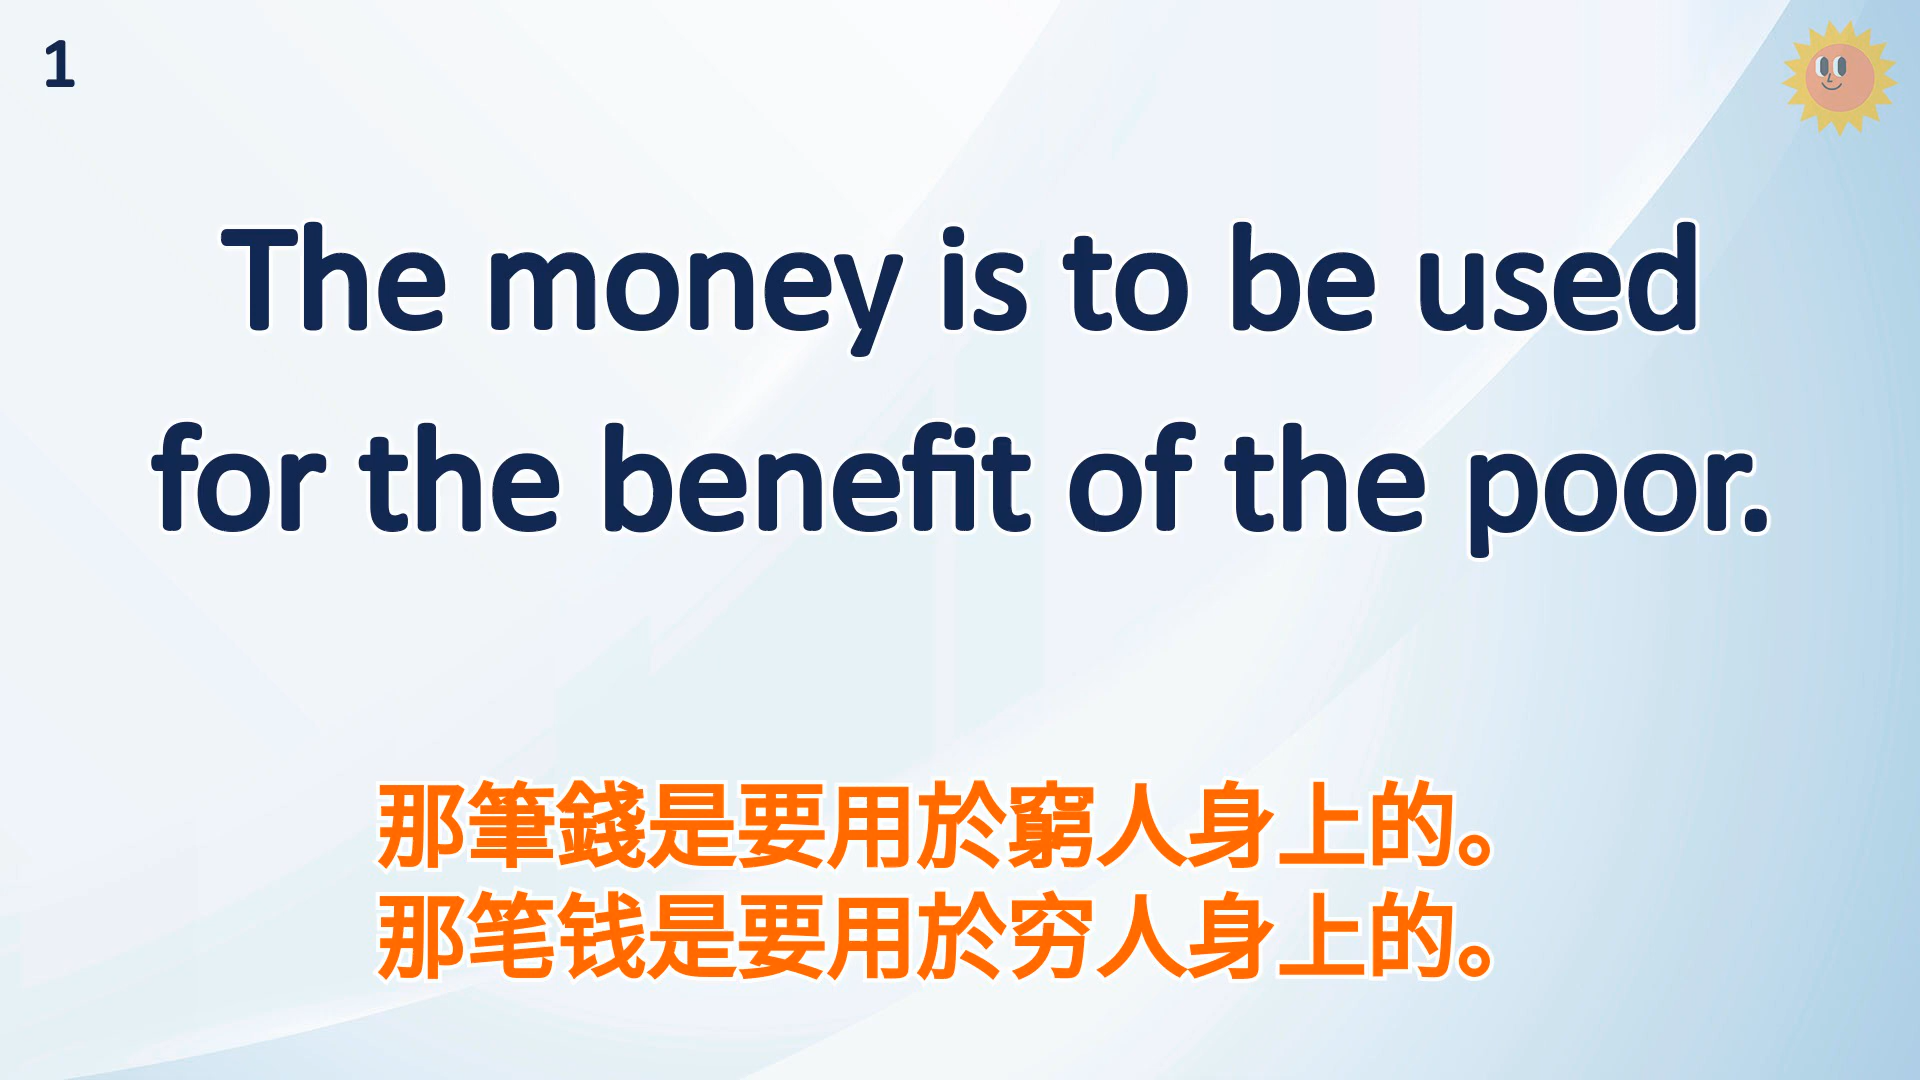 1
The money is to be used
for the benefit of the poor.
那筆錢是要用於窮人身上的。
那笔钱是要用於穷人身上的。